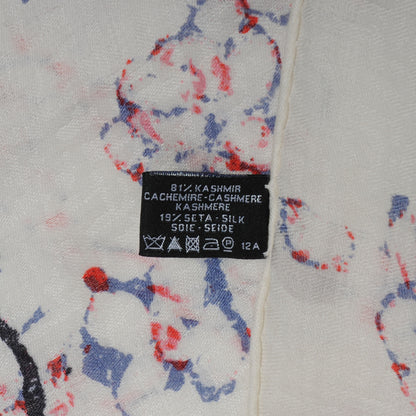 81% KASHMIR
CACHEMIRE-CASHMERE
KASHMERE
19% SETA - SILK
SOIE - SEIDE
P 12A